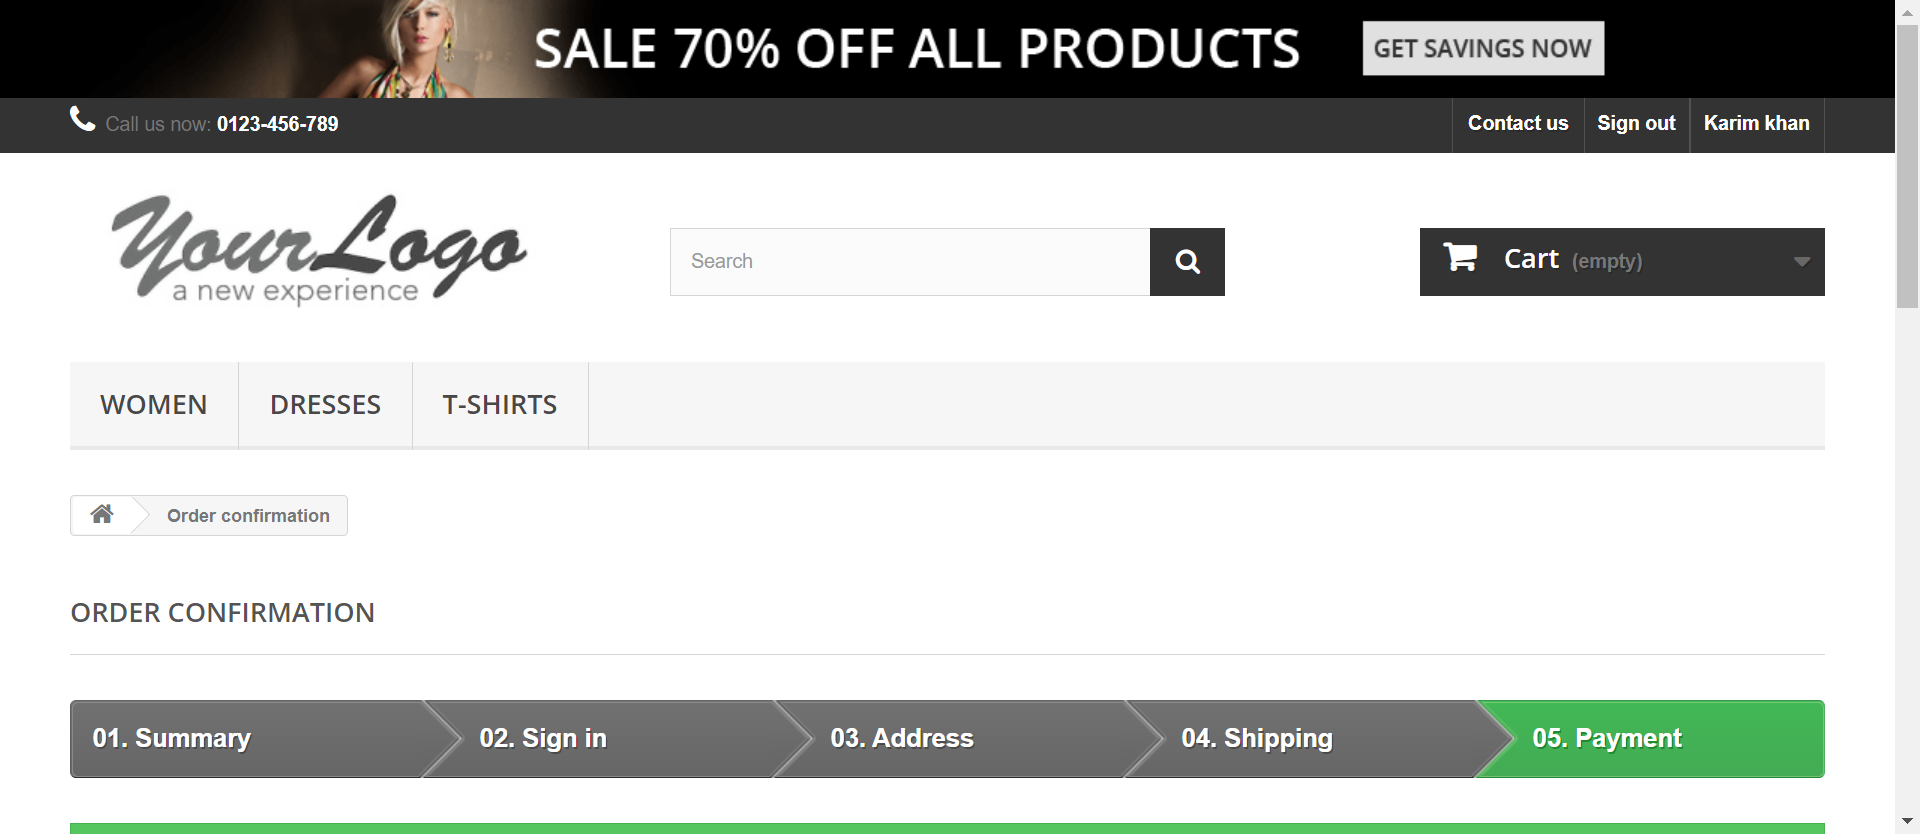 SALE 70% OFF ALL PRODUCTS GET SAVINGS NOW
Call us now: 0123-456-789 Contact us Sign out Karim khan
YourLogo
a new experience
Search
Cart (empty)
WOMEN DRESSES T-SHIRTS
Order confirmation
ORDER CONFIRMATION
01. Summary 02. Sign in 03. Address 04. Shipping 05. Payment